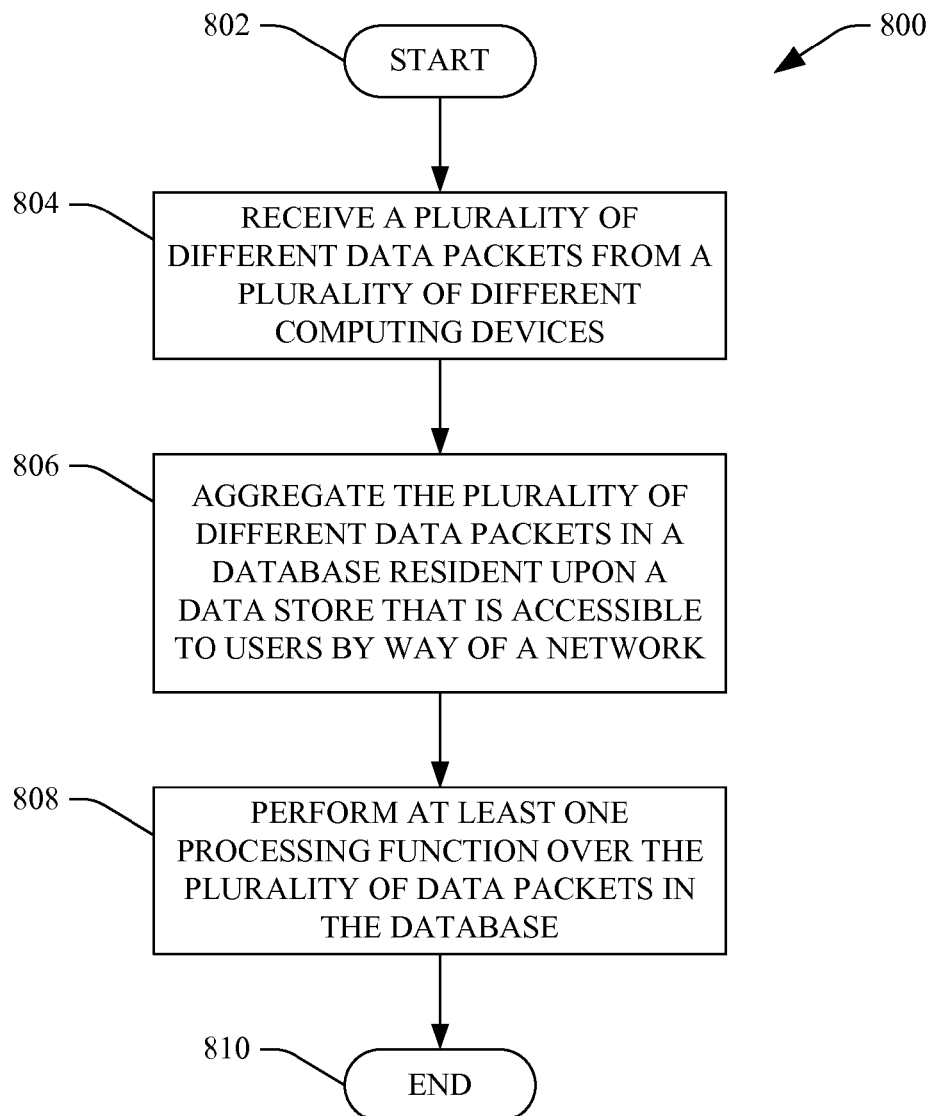 802
START
800
804
RECEIVE A PLURALITY OF
DIFFERENT DATA PACKETS FROM A
PLURALITY OF DIFFERENT
COMPUTING DEVICES
806
AGGREGATE THE PLURALITY OF
DIFFERENT DATA PACKETS IN A
DATABASE RESIDENT UPON A
DATA STORE THAT IS ACCESSIBLE
TO USERS BY WAY OF A NETWORK
808
PERFORM AT LEAST ONE
PROCESSING FUNCTION OVER THE
PLURALITY OF DATA PACKETS IN
THE DATABASE
810
END